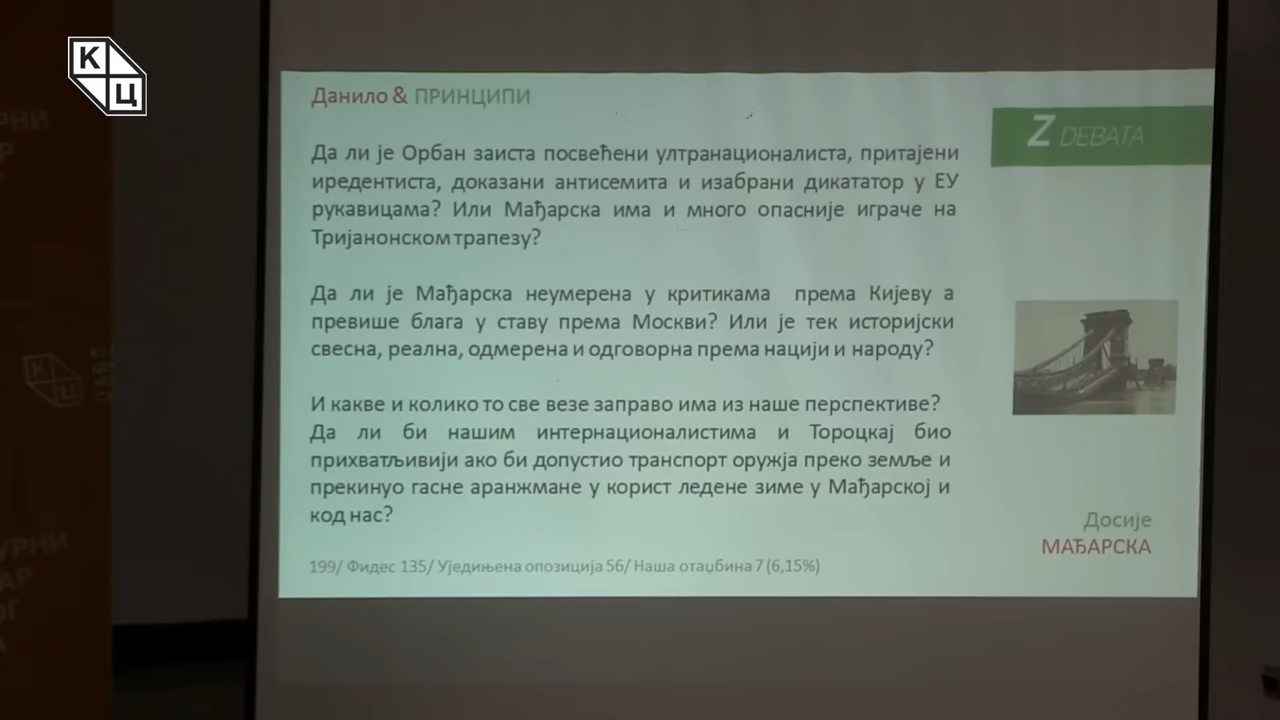 К
Ц
Данило & ПРИНЦИПИ
Z DEBATA
Да ли је Орбан заиста посвећени ултранационалиста, притајени
иредентиста, доказани антисемита и изабрани дикататор у ЕУ
рукавицама? Или Мађарска има и много опасније играче на
Тријанонском трапезу?
Да ли је Мађарска неумерена у критикама према Кијеву а
превише блага у ставу према Москви? Или је тек историјски
свесна, реална, одмерена и одговорна према нацији и народу?
И какве и колико то све везе заправо има из наше перспективе?
Да ли би нашим интернационалистима и Тороцкај био
прихватљивији ако би допустио транспорт оружја преко земље и
прекинуо гасне аранжмане у корист ледене зиме у Мађарској и
код нас?
Досије
МАЂАРСКА
199/ Фидес 135/ Уједињена опозиција 56/ Наша отаџбина 7 (6,15%)